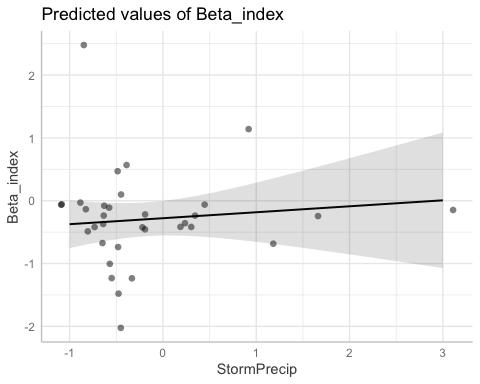 Predicted values of Beta_index
2
1
0
-1
-2
Beta_index
-1 0 1 2 3
StormPrecip